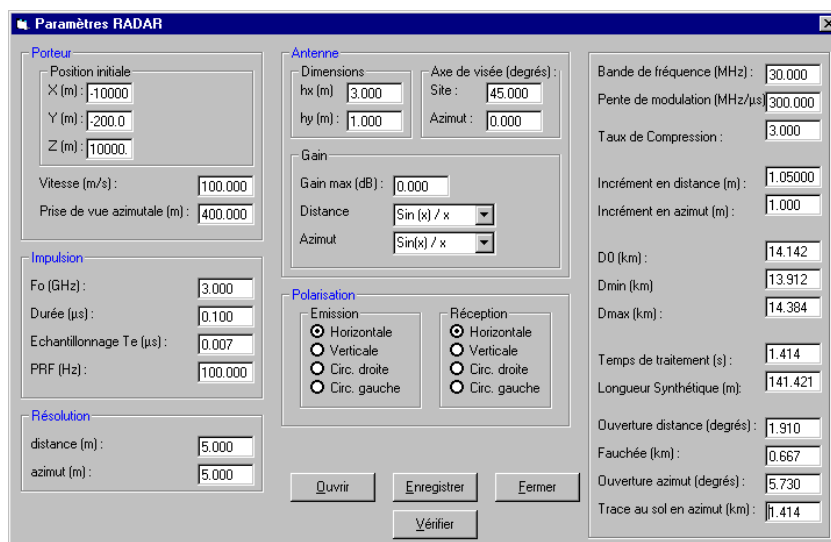 Paramètres RADAR
Porteur
Position initiale
X (m) : -10000
Y (m) : -200.0
Z (m) : 10000.
Vitesse (m/s) : 100.000
Prise de vue azimutale (m) : 400.000
Impulsion
Fo (GHz) : 3.000
Durée (µs) : 0.100
Echantillonnage Te (µs) : 0.007
PRF (Hz) : 100.000
Résolution
distance (m) : 5.000
azimut (m) : 5.000
Antenne
Dimensions
hx (m) 3.000
hy (m) : 1.000
Axe de visée (degrés) :
Site : 45.000
Azimut : 0.000
Gain
Gain max (dB) : 0.000
Distance Sin (x) / x
Azimut Sin(x) / x
Polarisation
Emission
Horizontale
Verticale
Circ. droite
Circ. gauche
Réception
Horizontale
Verticale
Circ. droite
Circ. gauche
Ouvrir
Enregistrer
Fermer
Vérifier
Bande de fréquence (MHz) : 30.000
Pente de modulation (MHz/µs) 300.000
Taux de Compression : 3.000
Incrément en distance (m) : 1.05000
Incrément en azimut (m) : 1.000
D0 (km) : 14.142
Dmin (km) 13.912
Dmax (km) : 14.384
Temps de traitement (s) : 1.414
Longueur Synthétique (m): 141.421
Ouverture distance (degrés) : 1.910
Fauchée (km) : 0.667
Ouverture azimut (degrés) : 5.730
Trace au sol en azimut (km) : 1.414